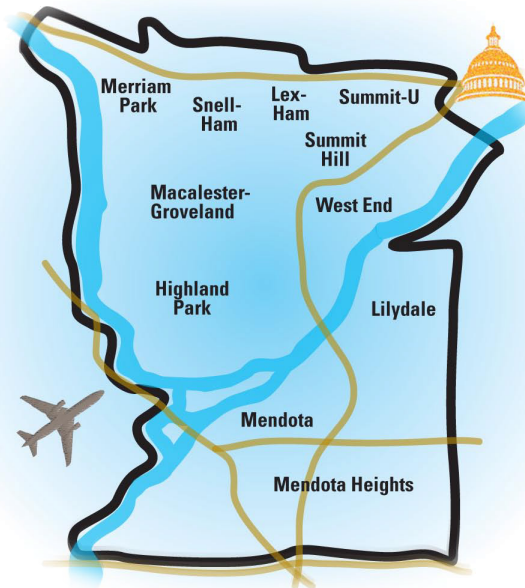 Merriam
Park
Snell-
Ham
Lex-
Ham
Summit-U
Summit
Hill
Macalester-
Groveland
West End
Highland
Park
Lilydale
Mendota
Mendota Heights